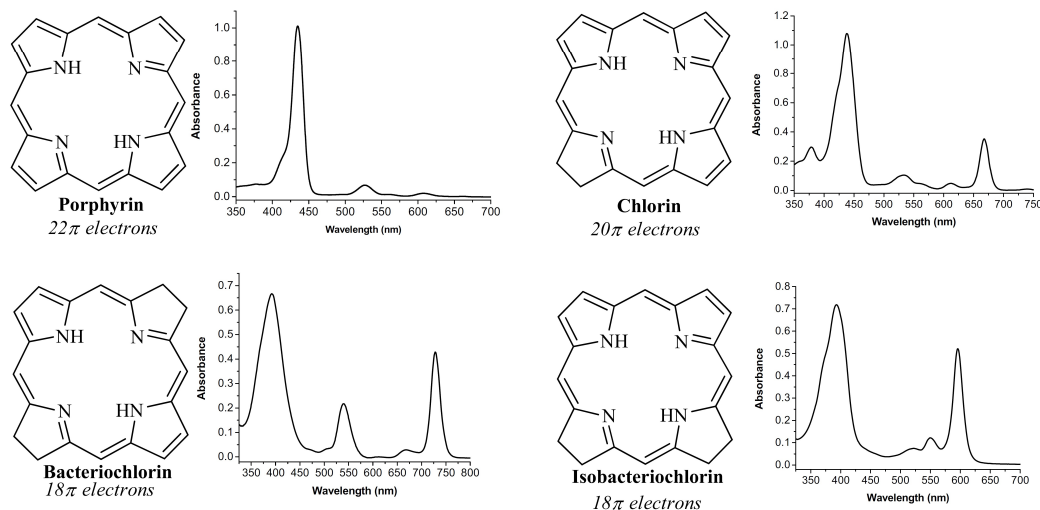 NH
N
N
HN
Porphyrin
22π electrons
1.0
0.8
0.6
0.4
0.2
0.0
Absorbance
350 400 450 500 550 600 650 700
Wavelength (nm)
NH
N
N
HN
Chlorin
20π electrons
1.2
1.0
0.8
0.6
0.4
0.2
0.0
Absorbance
350 400 450 500 550 600 650 700 750
Wavelength (nm)
NH
N
N
HN
Bacteriochlorin
18π electrons
0.7
0.6
0.5
0.4
0.3
0.2
0.1
0.0
Absorbance
350 400 450 500 550 600 650 700 750 800
Wavelength (nm)
NH
N
N
HN
Isobacteriochlorin
18π electrons
0.8
0.7
0.6
0.5
0.4
0.3
0.2
0.1
0.0
Absorbance
350 400 450 500 550 600 650 700
Wavelength (nm)